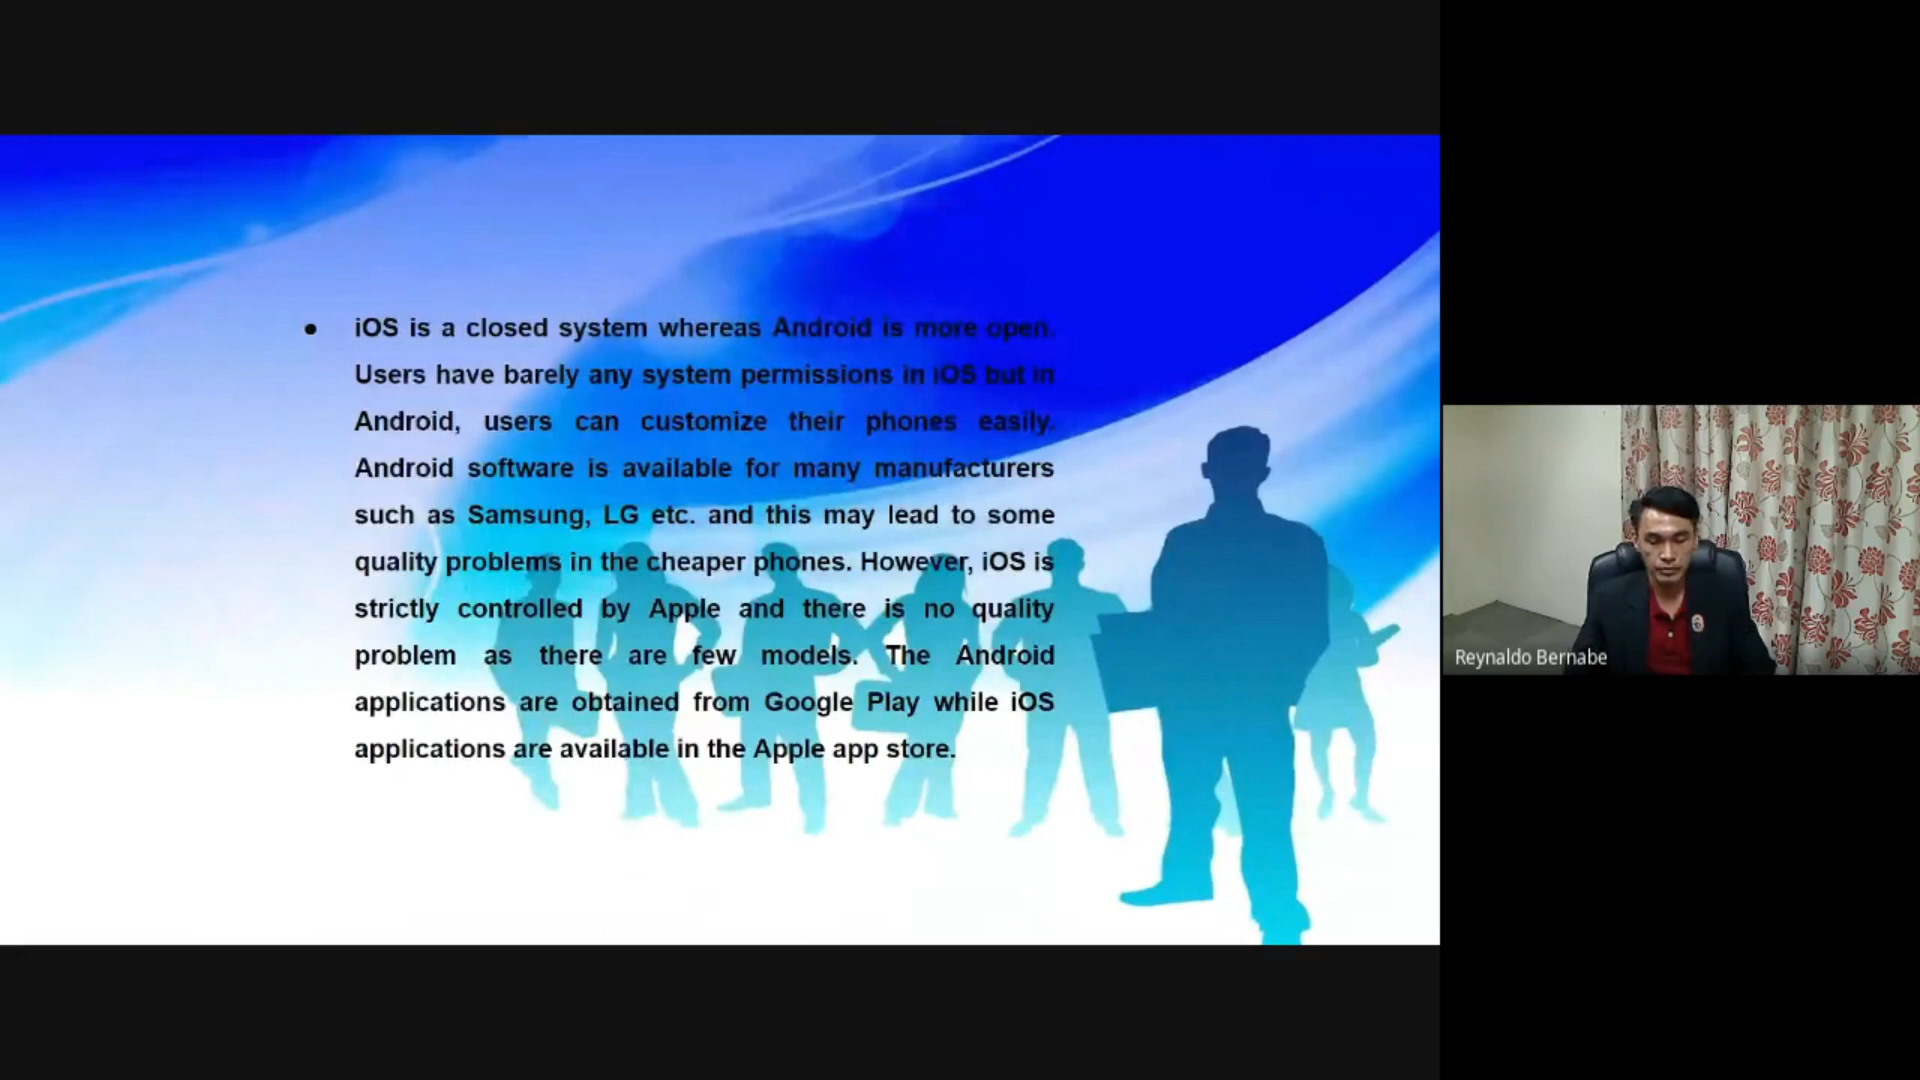 ● iOS is a closed system whereas Android is more open.
Users have barely any system permissions in iOS but in
Android, users can customize their phones easily.
Android software is available for many manufacturers
such as Samsung, LG etc. and this may lead to some
quality problems in the cheaper phones. However, iOS is
strictly controlled by Apple and there is no quality
problem as there are few models. The Android
applications are obtained from Google Play while iOS
applications are available in the Apple app store.
Reynaldo Bernabe